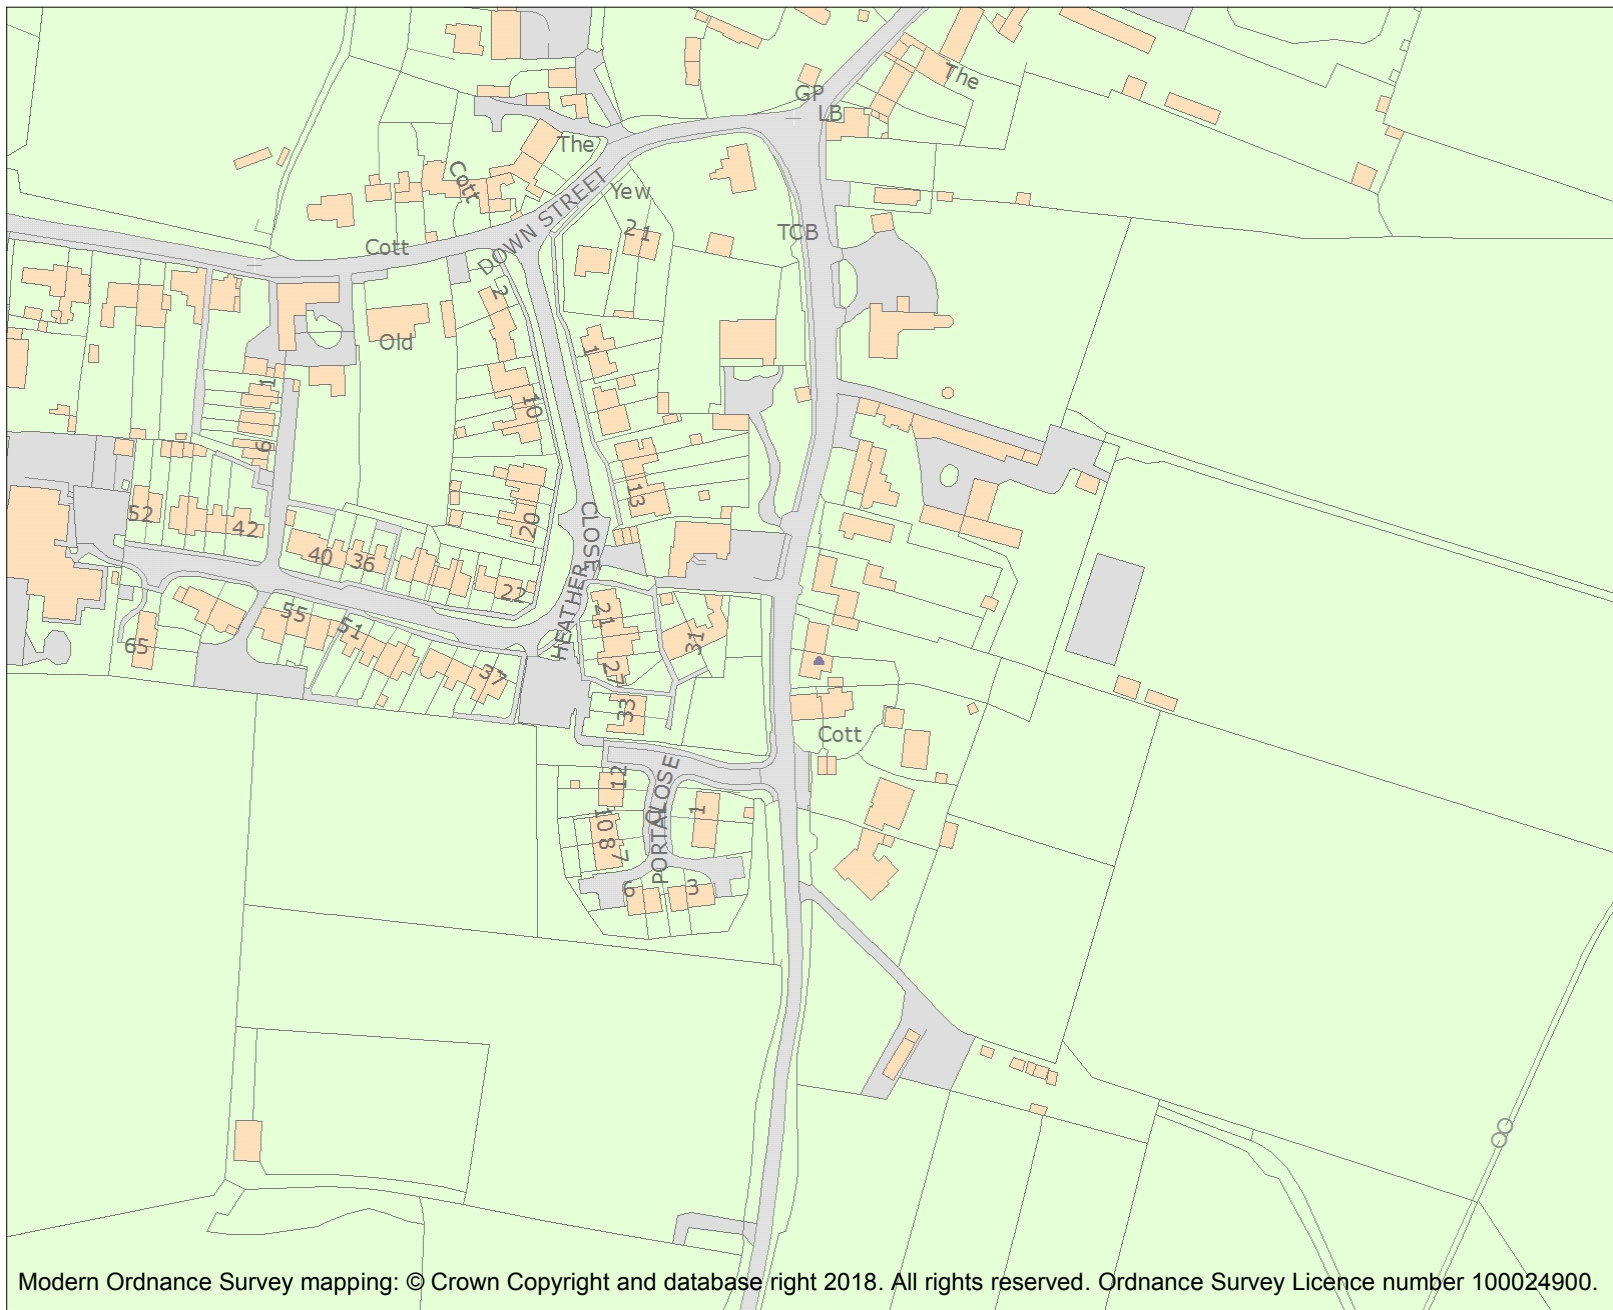 The
GP
LB
The
Cott
Yew
DOWN STREET
2 1
TCB
Cott
2
Old
1
1
10
6
13
52
42
20
CLOSE
40
36
22
HEATHER
55
51
21
31
65
37
27
33
Cott
12
CLOSE
1
10
8
7
PORTAL
6
3
Modern Ordnance Survey mapping: © Crown Copyright and database right 2018. All rights reserved. Ordnance Survey Licence number 100024900.